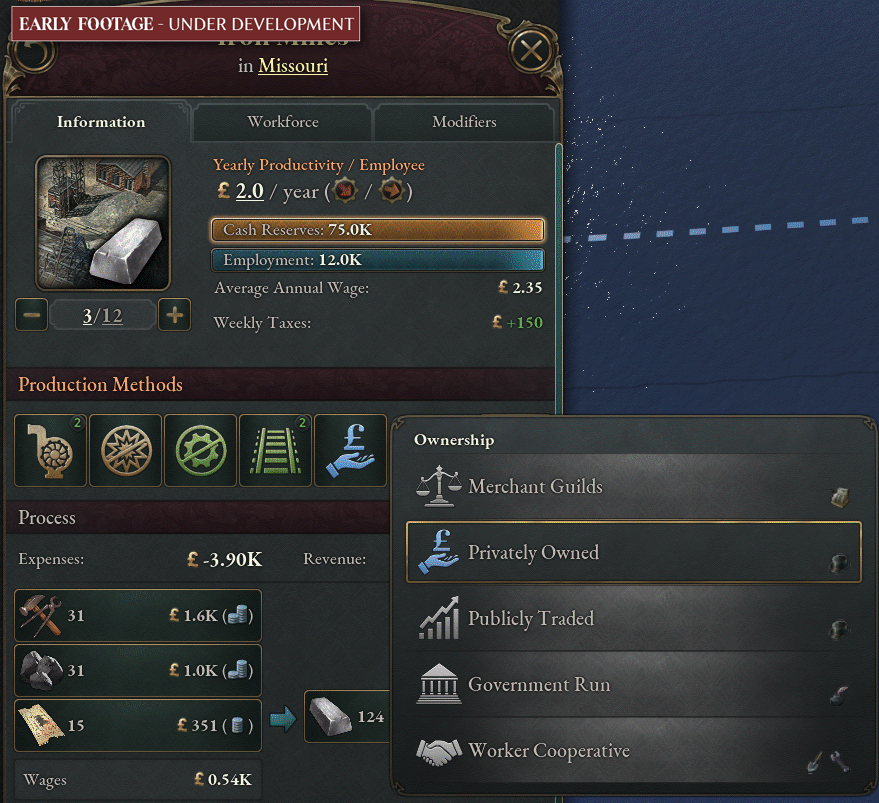 EARLY FOOTAGE - UNDER DEVELOPMENT
Iron Mines
in Missouri
Information
Workforce
Modifiers
Yearly Productivity / Employee
£ 2.0 / year ( / )
Cash Reserves: 75.0K
Employment: 12.0K
Average Annual Wage: £ 2.35
Weekly Taxes: £ +150
3/12
Production Methods
2
2
£
Ownership
Merchant Guilds
£ Privately Owned
Publicly Traded
Government Run
Worker Cooperative
Process
Expenses: £ -3.90K
Revenue:
31 £ 1.6K ( )
31 £ 1.0K ( )
15 £ 351 ( )
124
Wages £ 0.54K